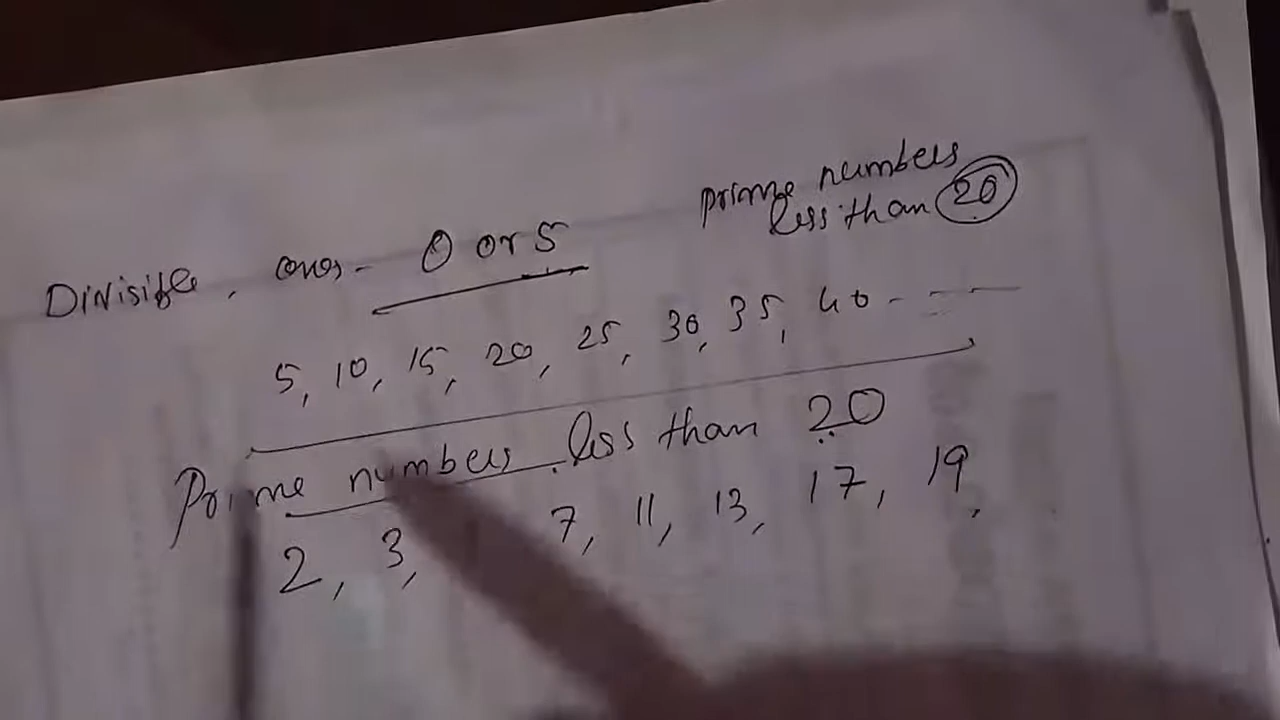 prime numbers
less than 20
Divisible, ones- 0 or 5
5, 10, 15, 20, 25, 30, 35, 40 - - -
Prime numbers less than 20
2, 3, 7, 11, 13, 17, 19,